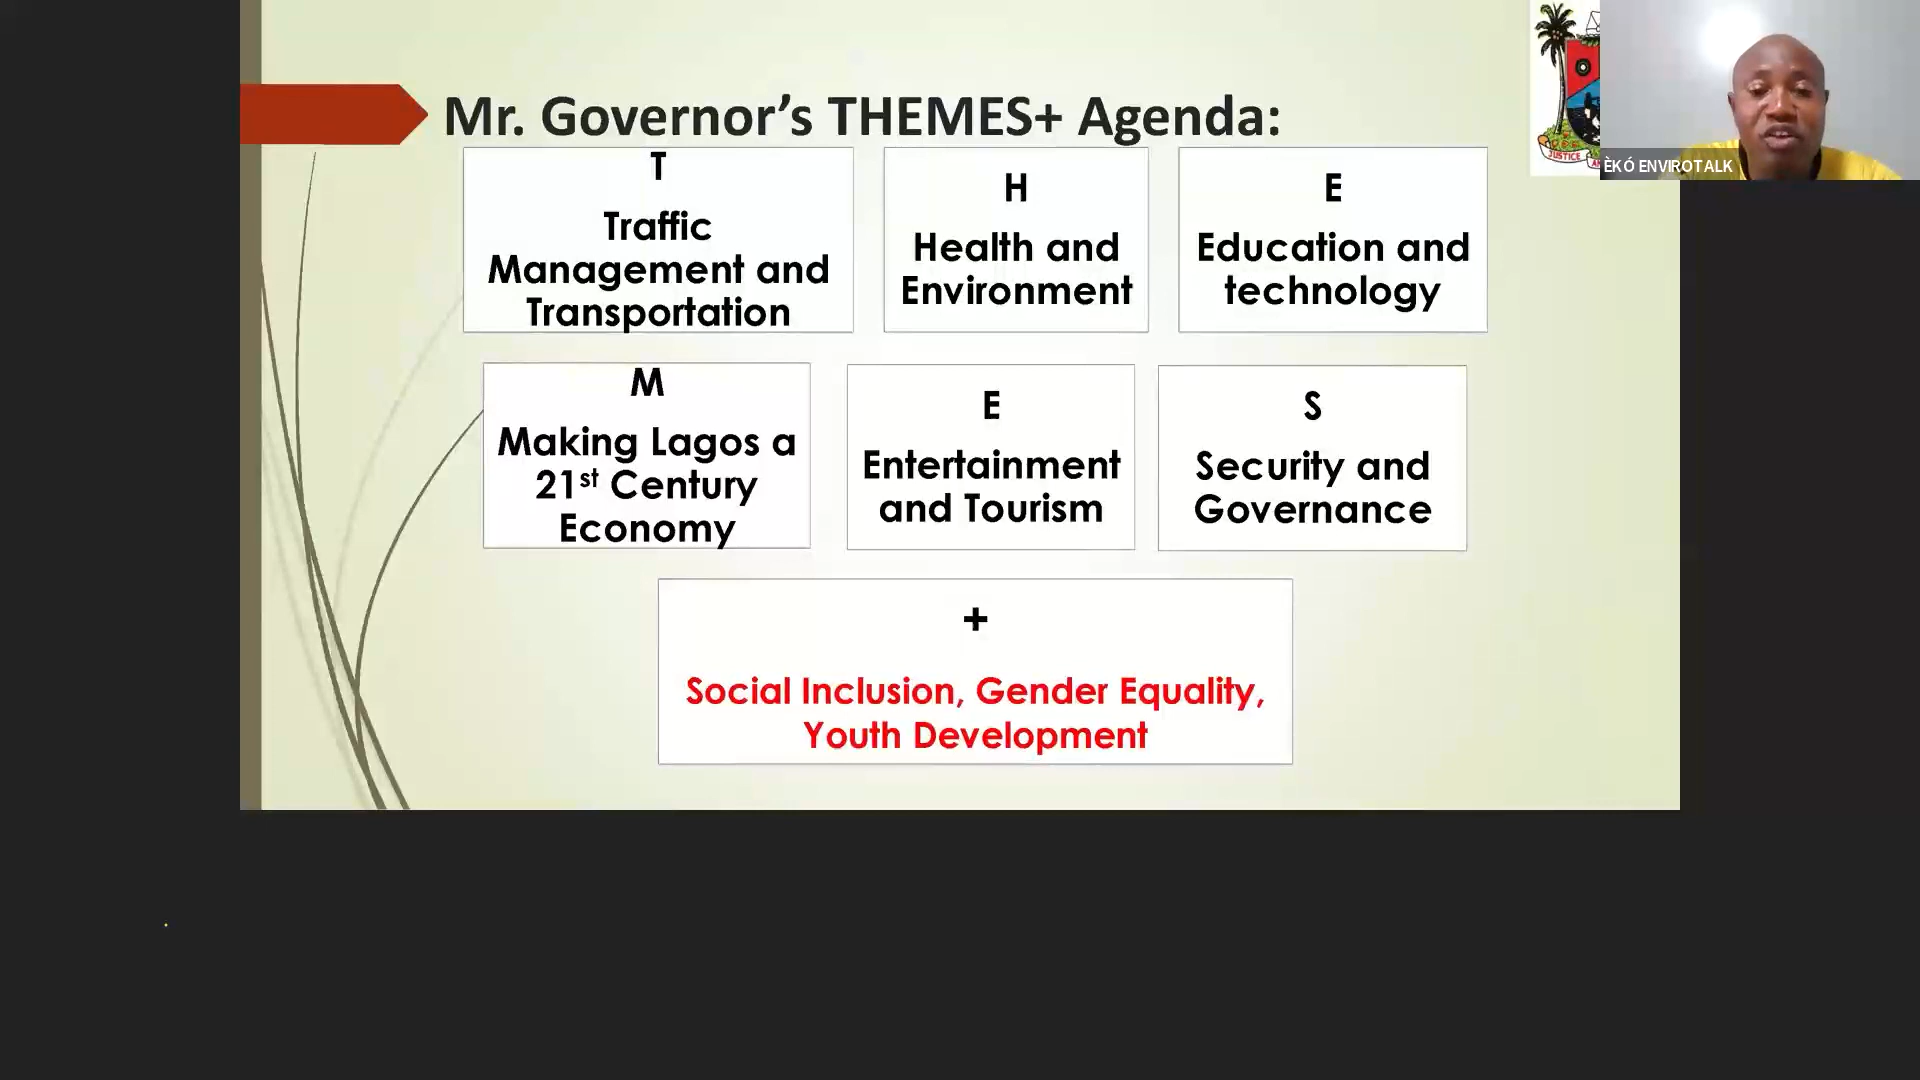 Mr. Governor’s THEMES+ Agenda:
T
Traffic
Management and
Transportation
H
Health and
Environment
E
Education and
technology
M
Making Lagos a
21st Century
Economy
E
Entertainment
and Tourism
S
Security and
Governance
+
Social Inclusion, Gender Equality,
Youth Development
JUSTICE
ÈKÓ ENVIROTALK